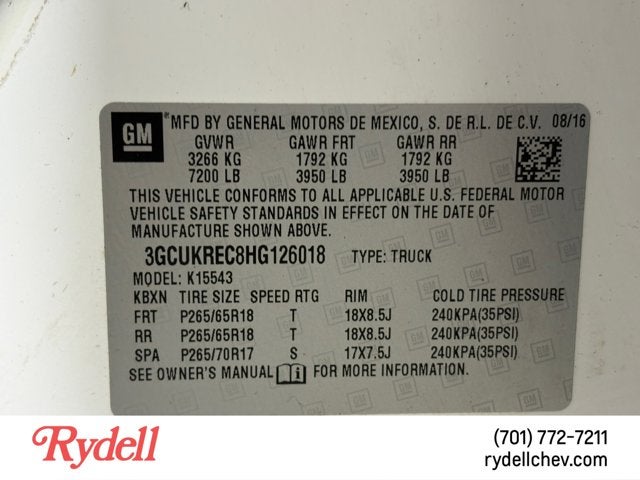 GM
MFD BY GENERAL MOTORS DE MEXICO, S. DE R.L. DE C.V. 08/16
GVWR GAWR FRT GAWR RR
3266 KG 1792 KG 1792 KG
7200 LB 3950 LB 3950 LB
THIS VEHICLE CONFORMS TO ALL APPLICABLE U.S. FEDERAL MOTOR
VEHICLE SAFETY STANDARDS IN EFFECT ON THE DATE OF
MANUFACTURE SHOWN ABOVE.
3GCUKREC8HG126018 TYPE: TRUCK
MODEL: K15543
KBXN TIRE SIZE SPEED RTG RIM COLD TIRE PRESSURE
FRT P265/65R18 T 18X8.5J 240KPA(35PSI)
RR P265/65R18 T 18X8.5J 240KPA(35PSI)
SPA P265/70R17 S 17X7.5J 240KPA(35PSI)
SEE OWNER'S MANUAL FOR MORE INFORMATION.
Rydell
(701) 772-7211
rydellchev.com